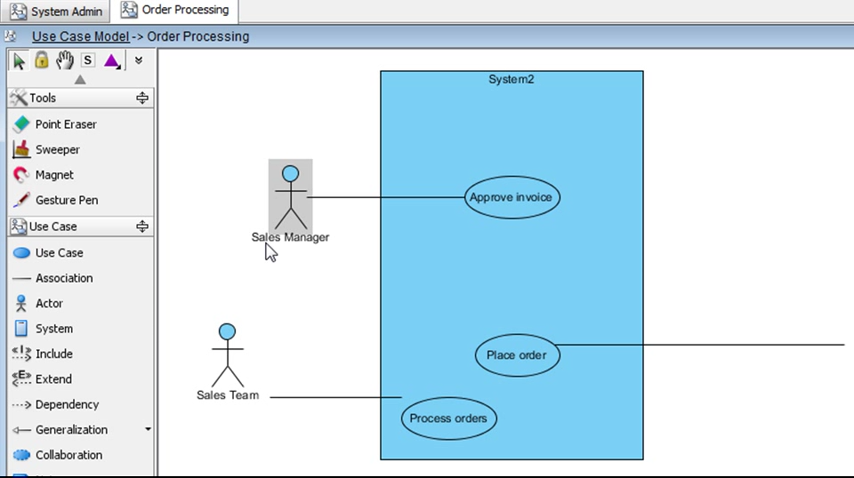 System Admin
Order Processing
Use Case Model -> Order Processing
S
Tools
Point Eraser
Sweeper
Magnet
Gesture Pen
Use Case
Use Case
Association
Actor
System
Include
Extend
Dependency
Generalization
Collaboration
System2
Approve invoice
Sales Manager
Place order
Sales Team
Process orders